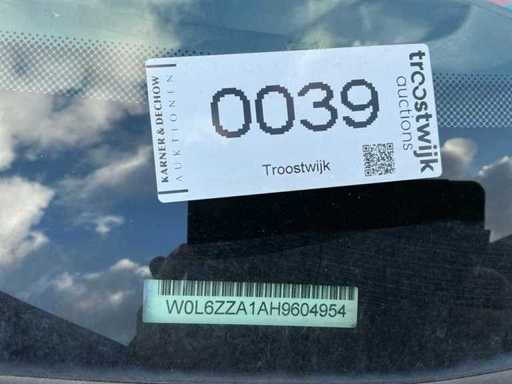 KARNER & DECHOW
AUKTIONEN
0039
Troostwijk
troostwijk
auctions
W0L6ZZA1AH9604954